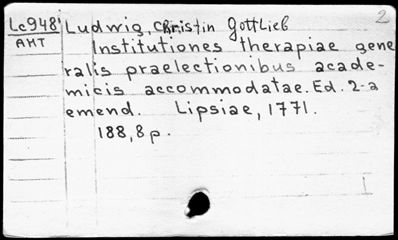 Lc948 Ludwig, Christin Gottlieb 2
AMT Institutiones therapiae gene
ralis praelectionibus acade-
micis accommodatae. Ed. 2-a
emend. Lipsiae, 1771.
188, 8 p.
I